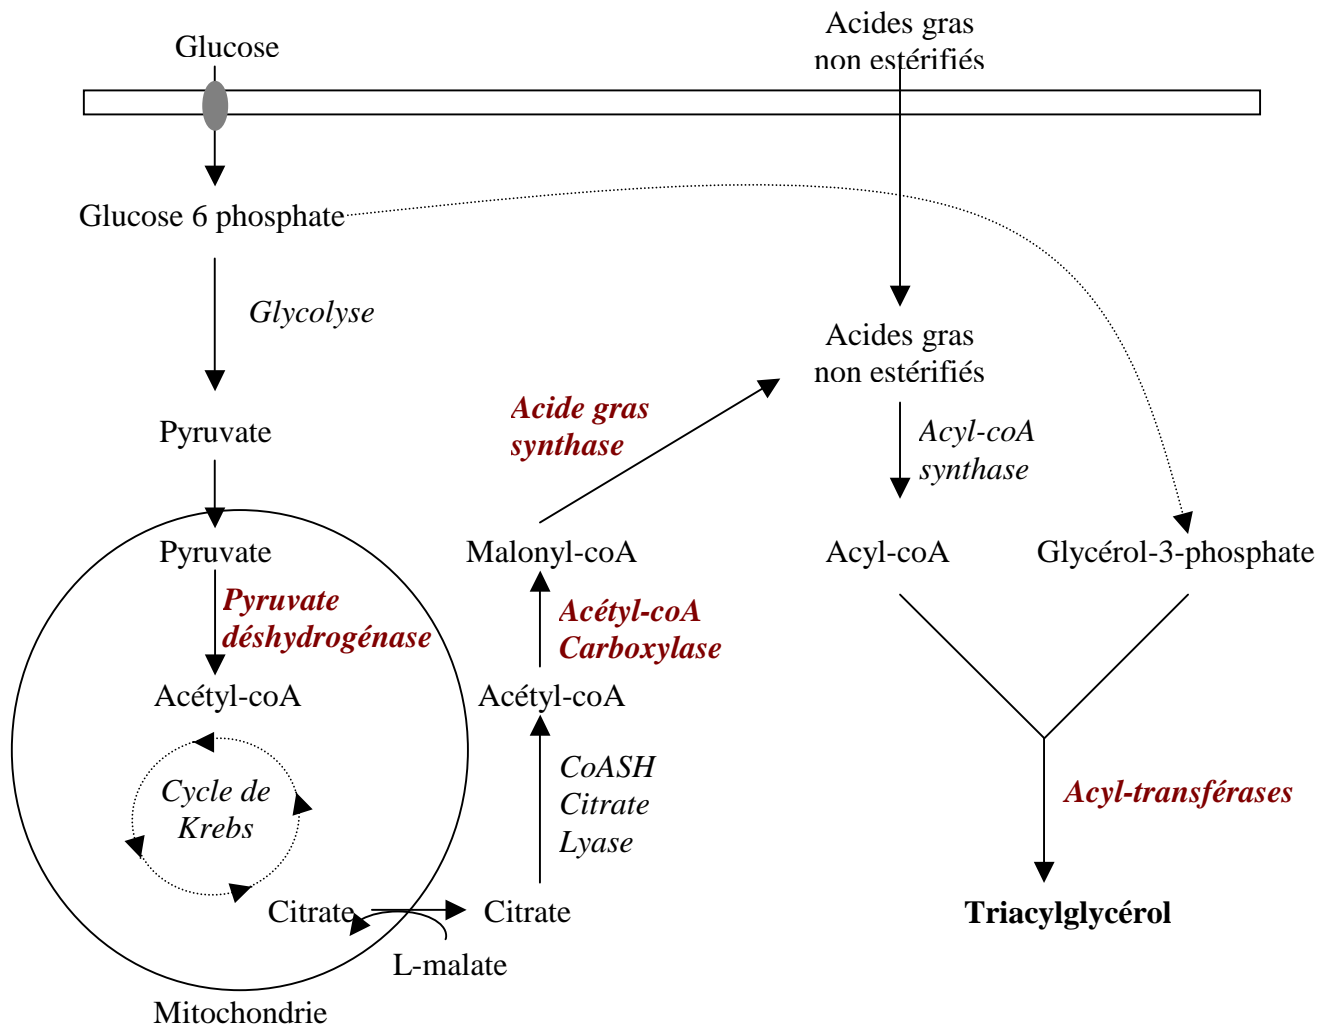 Glucose
Acides gras
non estérifiés
Glucose 6 phosphate
Glycolyse
Acides gras
non estérifiés
Pyruvate
Acide gras
synthase
Acyl-coA
synthase
Pyruvate
Malonyl-coA
Acyl-coA
Glycérol-3-phosphate
Pyruvate
déshydrogénase
Acétyl-coA
Carboxylase
Acétyl-coA
Acétyl-coA
Cycle de
Krebs
CoASH
Citrate
Lyase
Acyl-transférases
Citrate
Citrate
Triacylglycérol
L-malate
Mitochondrie